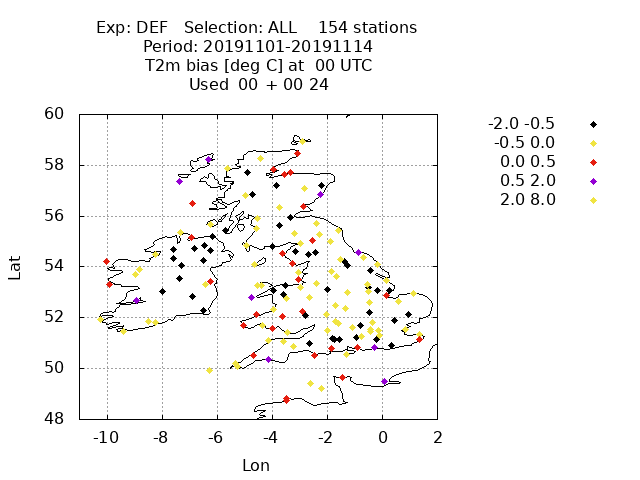 Exp: DEF Selection: ALL 154 stations
Period: 20191101-20191114
T2m bias [deg C] at 00 UTC
Used 00 + 00 24
60
58
56
54
52
50
48
-10 -8 -6 -4 -2 0 2
Lat
Lon
-2.0 -0.5
-0.5 0.0
0.0 0.5
0.5 2.0
2.0 8.0